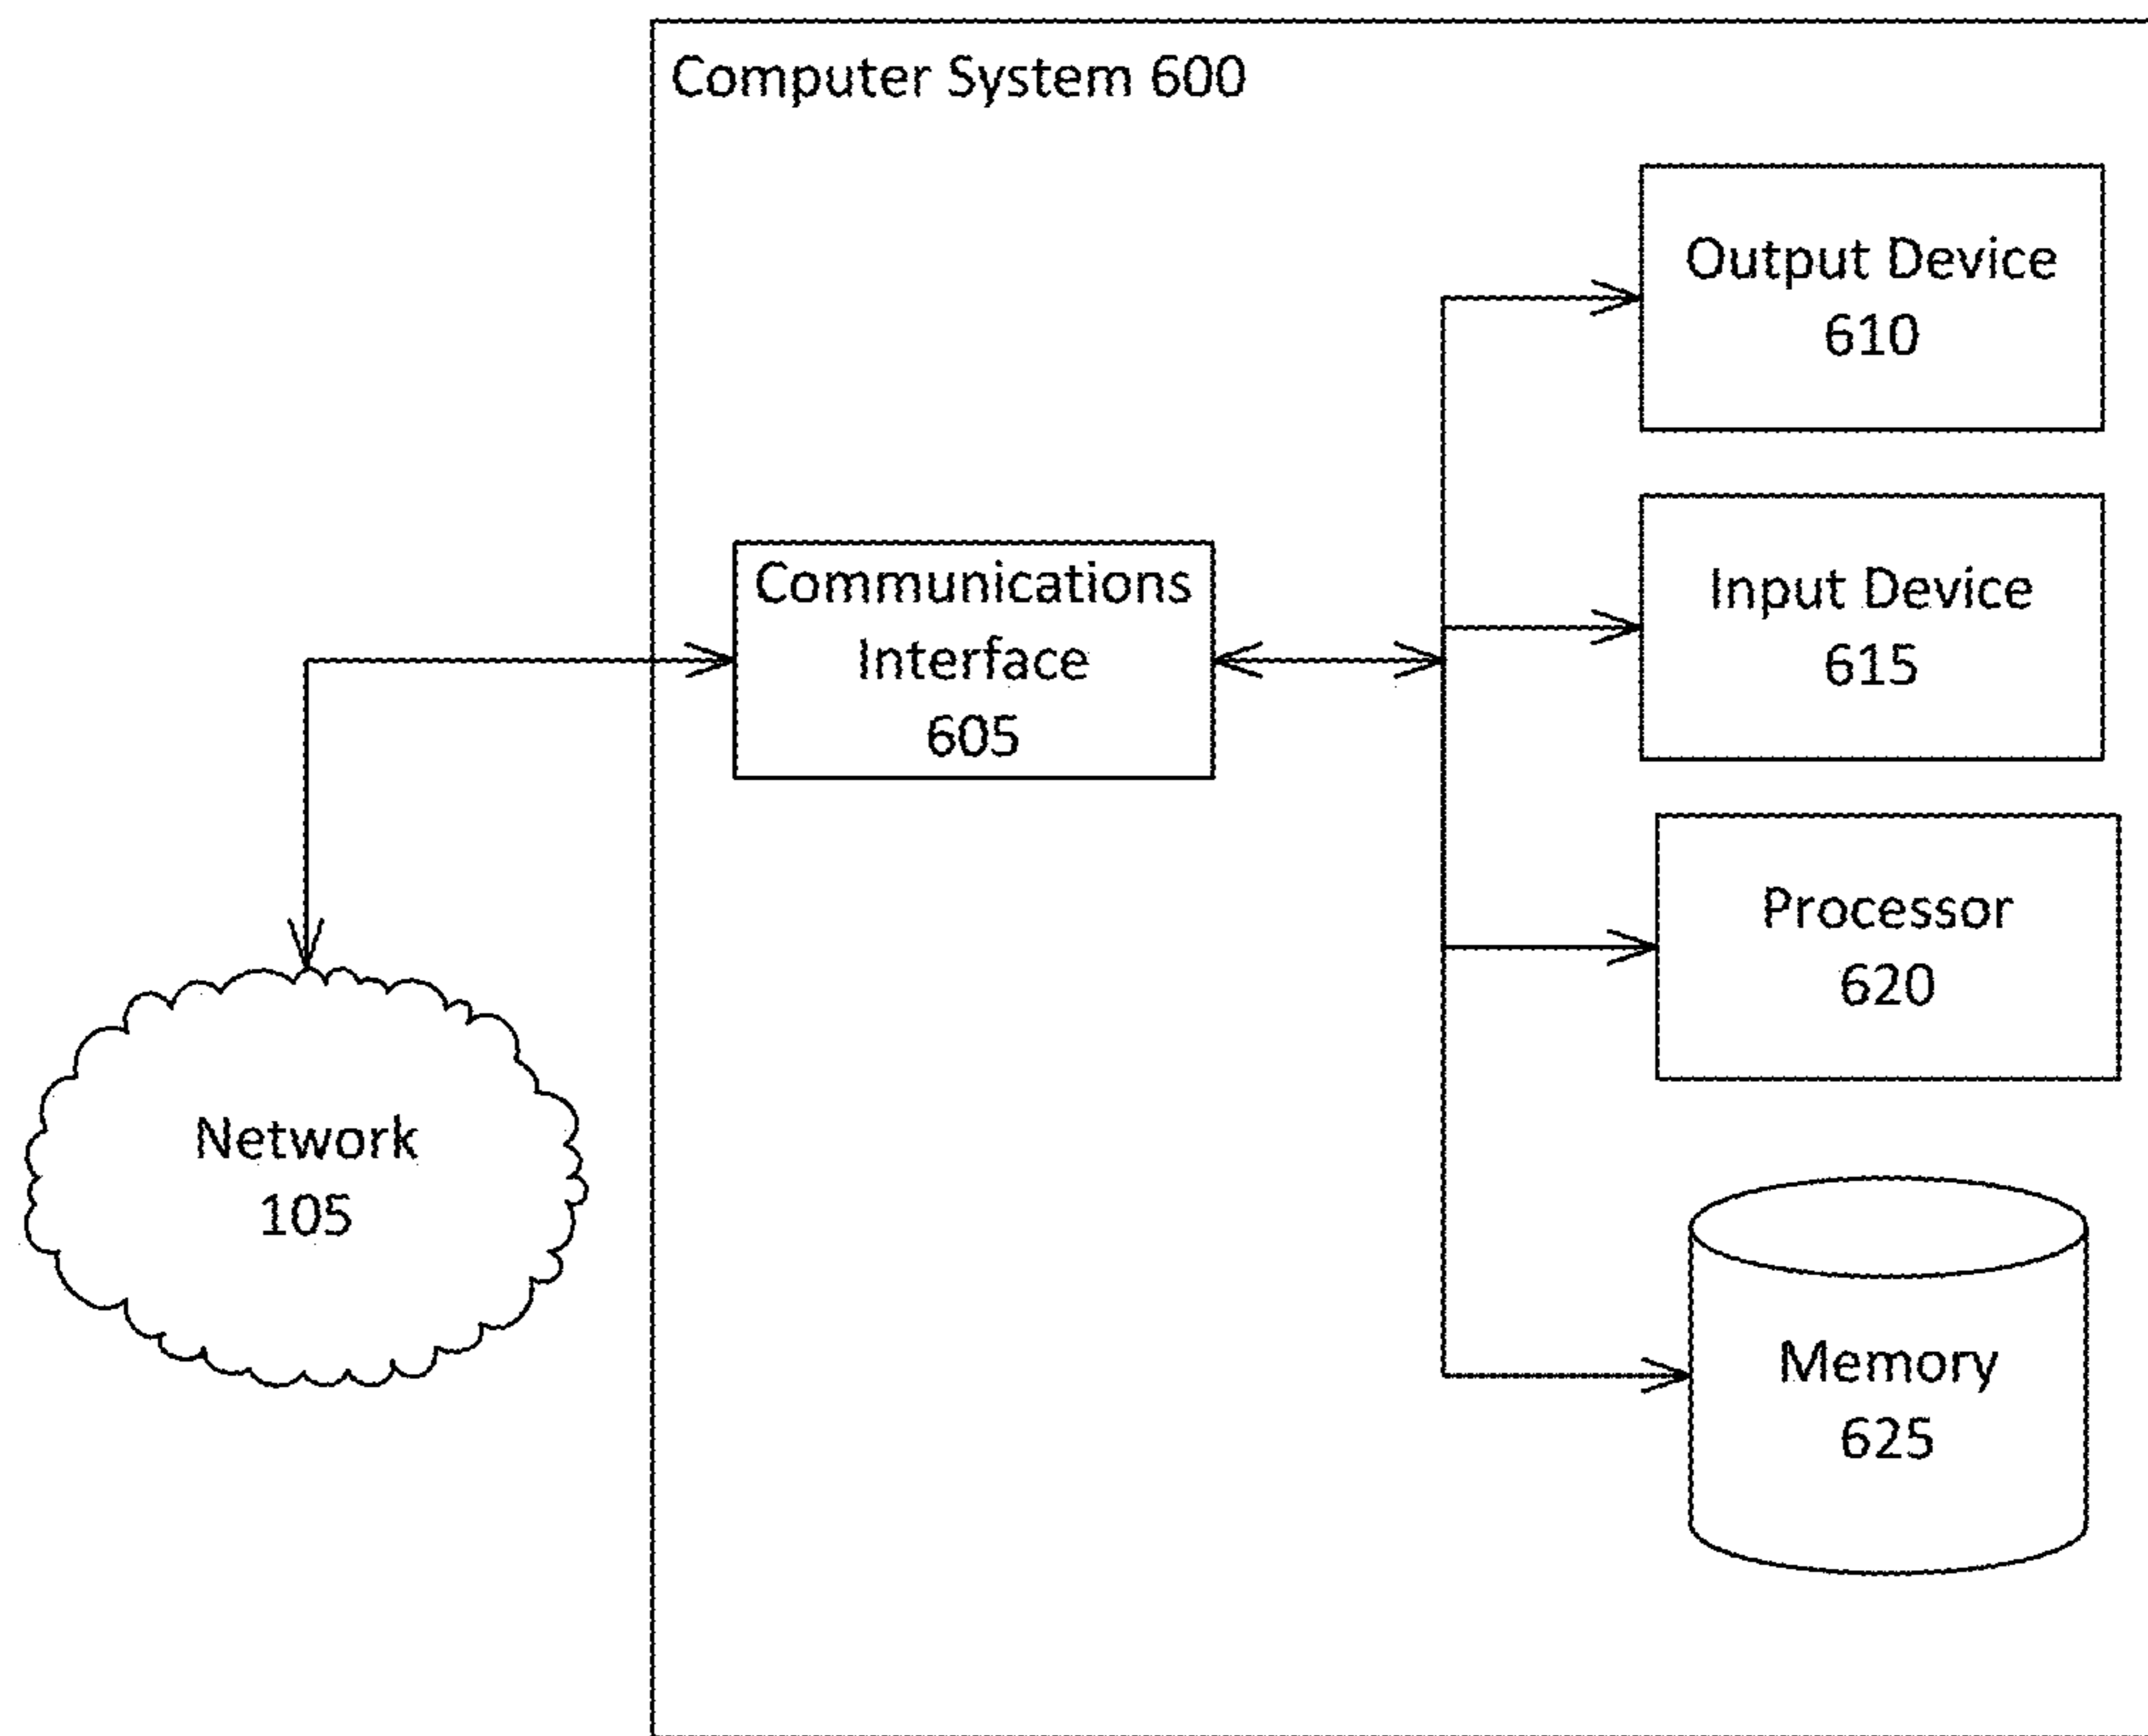 Computer System 600
Output Device
610
Communications
Interface
605
Input Device
615
Processor
620
Network
105
Memory
625